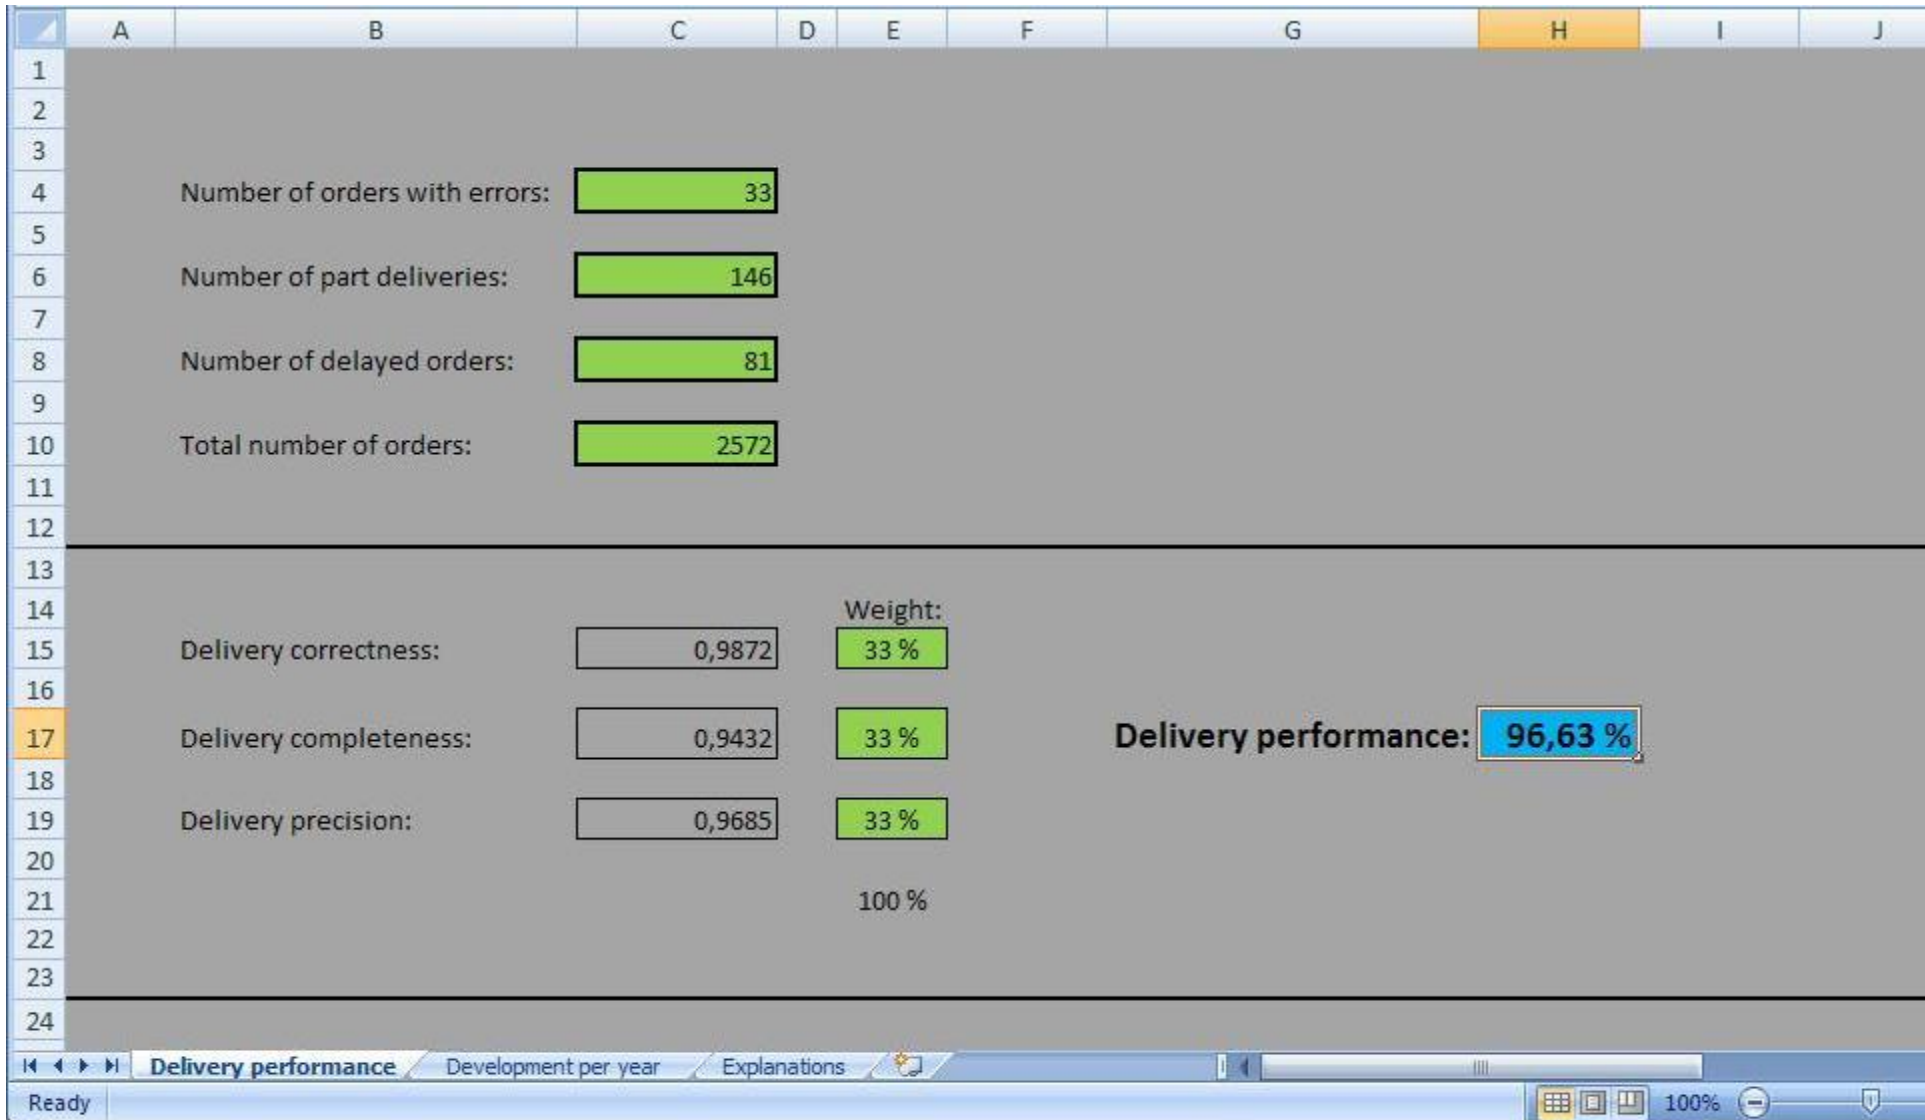 A B C D E F G H I J
1
2
3
4 Number of orders with errors: 33
5
6 Number of part deliveries: 146
7
8 Number of delayed orders: 81
9
10 Total number of orders: 2572
11
12
13
14 Weight:
15 Delivery correctness: 0,9872 33 %
16
17 Delivery completeness: 0,9432 33 % Delivery performance: 96,63 %
18
19 Delivery precision: 0,9685 33 %
20
21 100 %
22
23
24
Delivery performance Development per year Explanations
Ready 100%